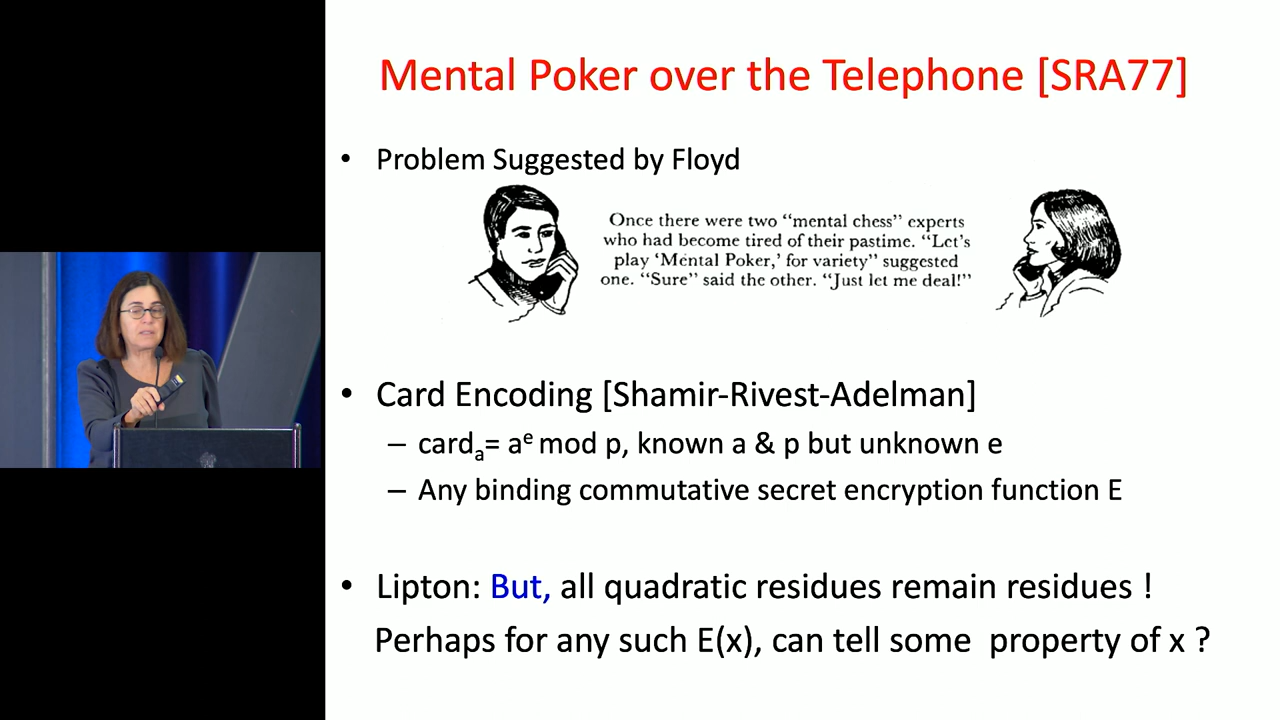 Mental Poker over the Telephone [SRA77]
• Problem Suggested by Floyd
Once there were two “mental chess” experts
who had become tired of their pastime. “Let’s
play ‘Mental Poker,’ for variety” suggested
one. “Sure” said the other. “Just let me deal!”
• Card Encoding [Shamir-Rivest-Adelman]
– cardₐ= aᵉ mod p, known a & p but unknown e
– Any binding commutative secret encryption function E
• Lipton: But, all quadratic residues remain residues !
Perhaps for any such E(x), can tell some property of x ?